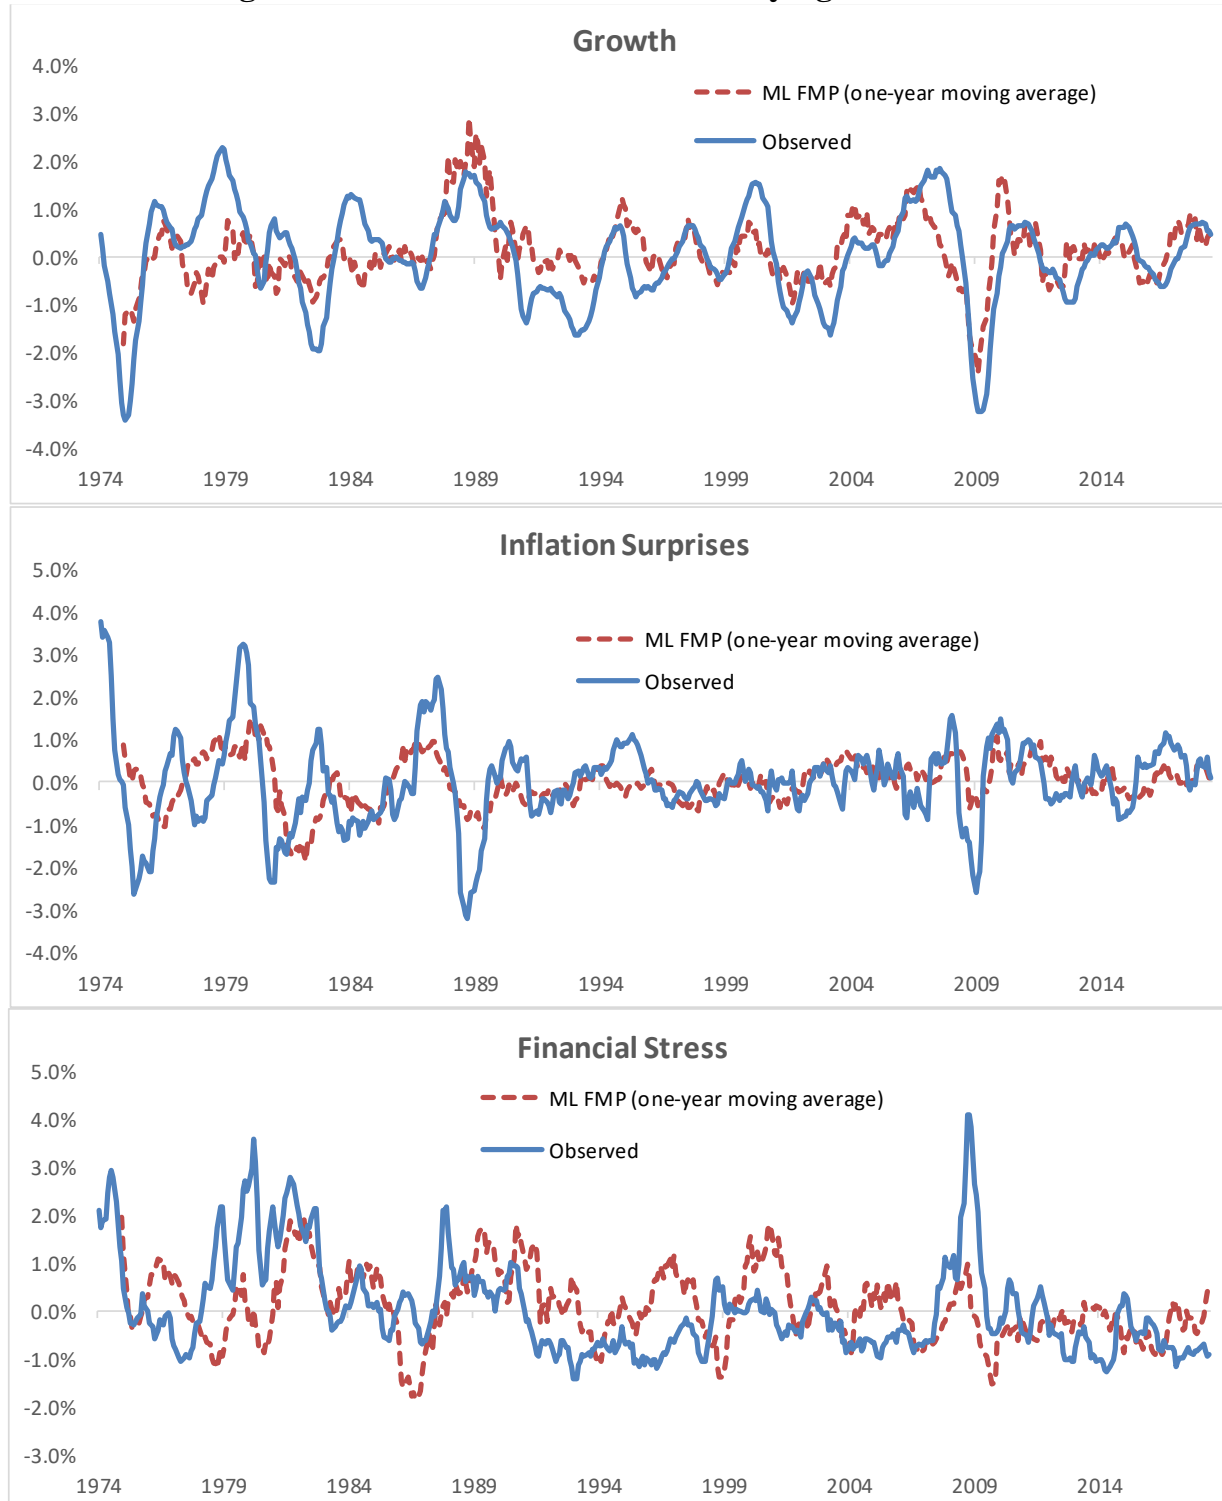 Growth
4.0%
ML FMP (one-year moving average)
3.0%
Observed
2.0%
1.0%
0.0%
-1.0%
-2.0%
-3.0%
-4.0%
1974 1979 1984 1989 1994 1999 2004 2009 2014
Inflation Surprises
5.0%
4.0%
ML FMP (one-year moving average)
3.0%
Observed
2.0%
1.0%
0.0%
-1.0%
-2.0%
-3.0%
-4.0%
1974 1979 1984 1989 1994 1999 2004 2009 2014
Financial Stress
5.0%
ML FMP (one-year moving average)
4.0%
Observed
3.0%
2.0%
1.0%
0.0%
-1.0%
-2.0%
-3.0%
1974 1979 1984 1989 1994 1999 2004 2009 2014